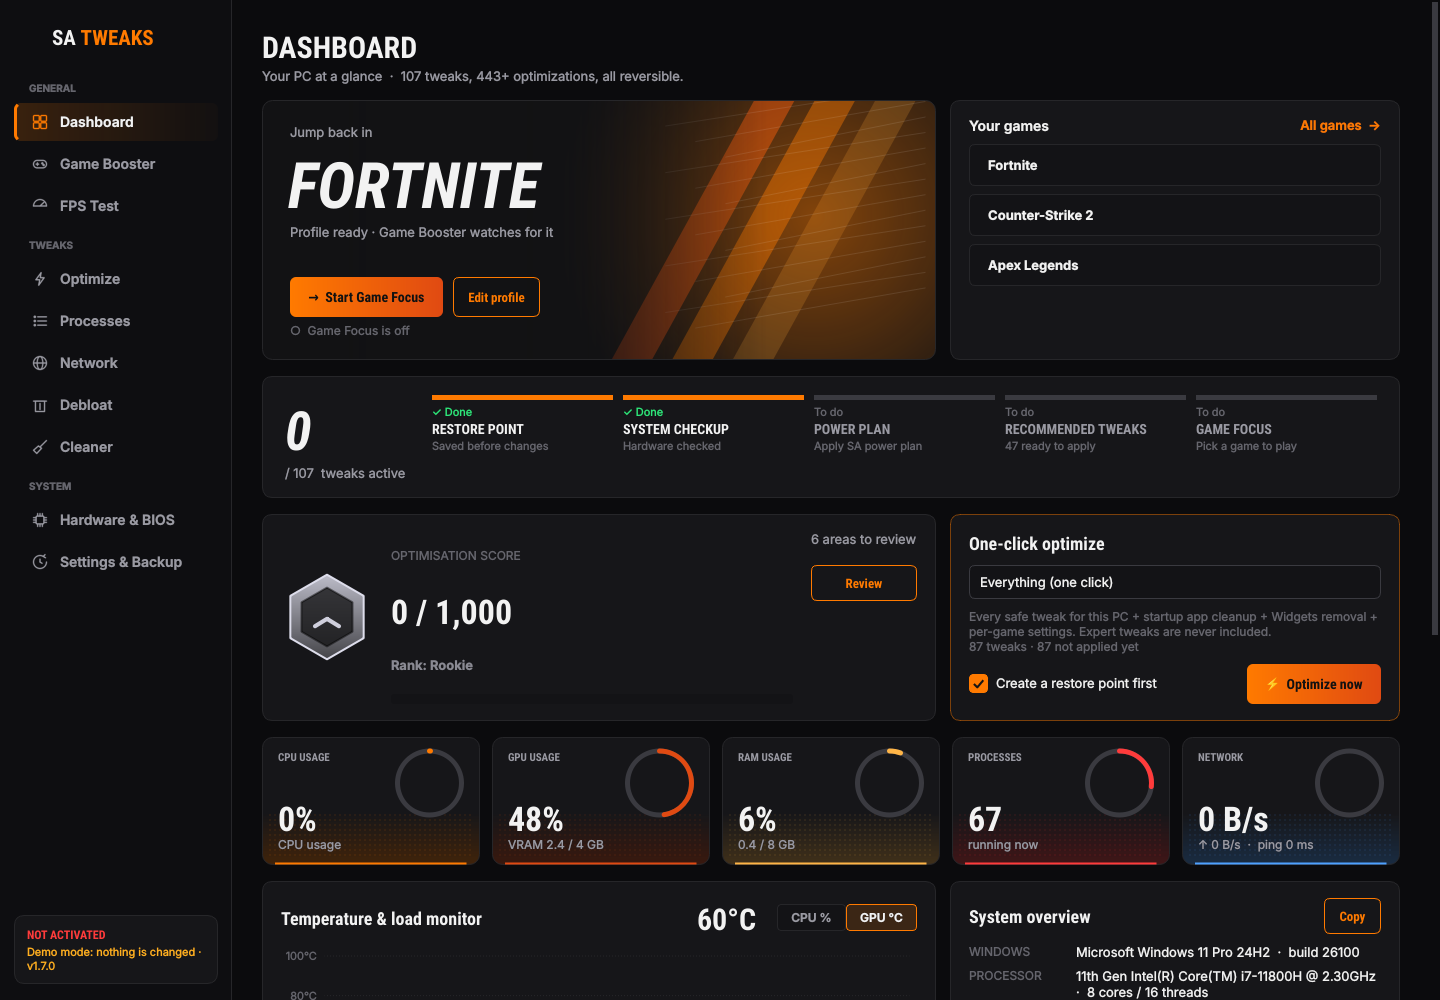 SA TWEAKS
GENERAL
Dashboard
Game Booster
FPS Test
TWEAKS
Optimize
Processes
Network
Debloat
Cleaner
SYSTEM
Hardware & BIOS
Settings & Backup
NOT ACTIVATED
Demo mode: nothing is changed ·
v1.7.0
DASHBOARD
Your PC at a glance · 107 tweaks, 443+ optimizations, all reversible.
Jump back in
FORTNITE
Profile ready · Game Booster watches for it
→ Start Game Focus
Edit profile
Game Focus is off
Your games
All games →
Fortnite
Counter-Strike 2
Apex Legends
0
/ 107 tweaks active
✓ Done
RESTORE POINT
Saved before changes
✓ Done
SYSTEM CHECKUP
Hardware checked
To do
POWER PLAN
Apply SA power plan
To do
RECOMMENDED TWEAKS
47 ready to apply
To do
GAME FOCUS
Pick a game to play
OPTIMISATION SCORE
0 / 1,000
Rank: Rookie
6 areas to review
Review
One-click optimize
Everything (one click)
Every safe tweak for this PC + startup app cleanup + Widgets removal +
per-game settings. Expert tweaks are never included.
87 tweaks · 87 not applied yet
Create a restore point first
⚡ Optimize now
CPU USAGE
0%
CPU usage
GPU USAGE
48%
VRAM 2.4 / 4 GB
RAM USAGE
6%
0.4 / 8 GB
PROCESSES
67
running now
NETWORK
0 B/s
↑ 0 B/s · ping 0 ms
Temperature & load monitor
60°C
CPU %
GPU °C
100°C
80°C
System overview
Copy
WINDOWS
Microsoft Windows 11 Pro 24H2 · build 26100
PROCESSOR
11th Gen Intel(R) Core(TM) i7-11800H @ 2.30GHz
· 8 cores / 16 threads